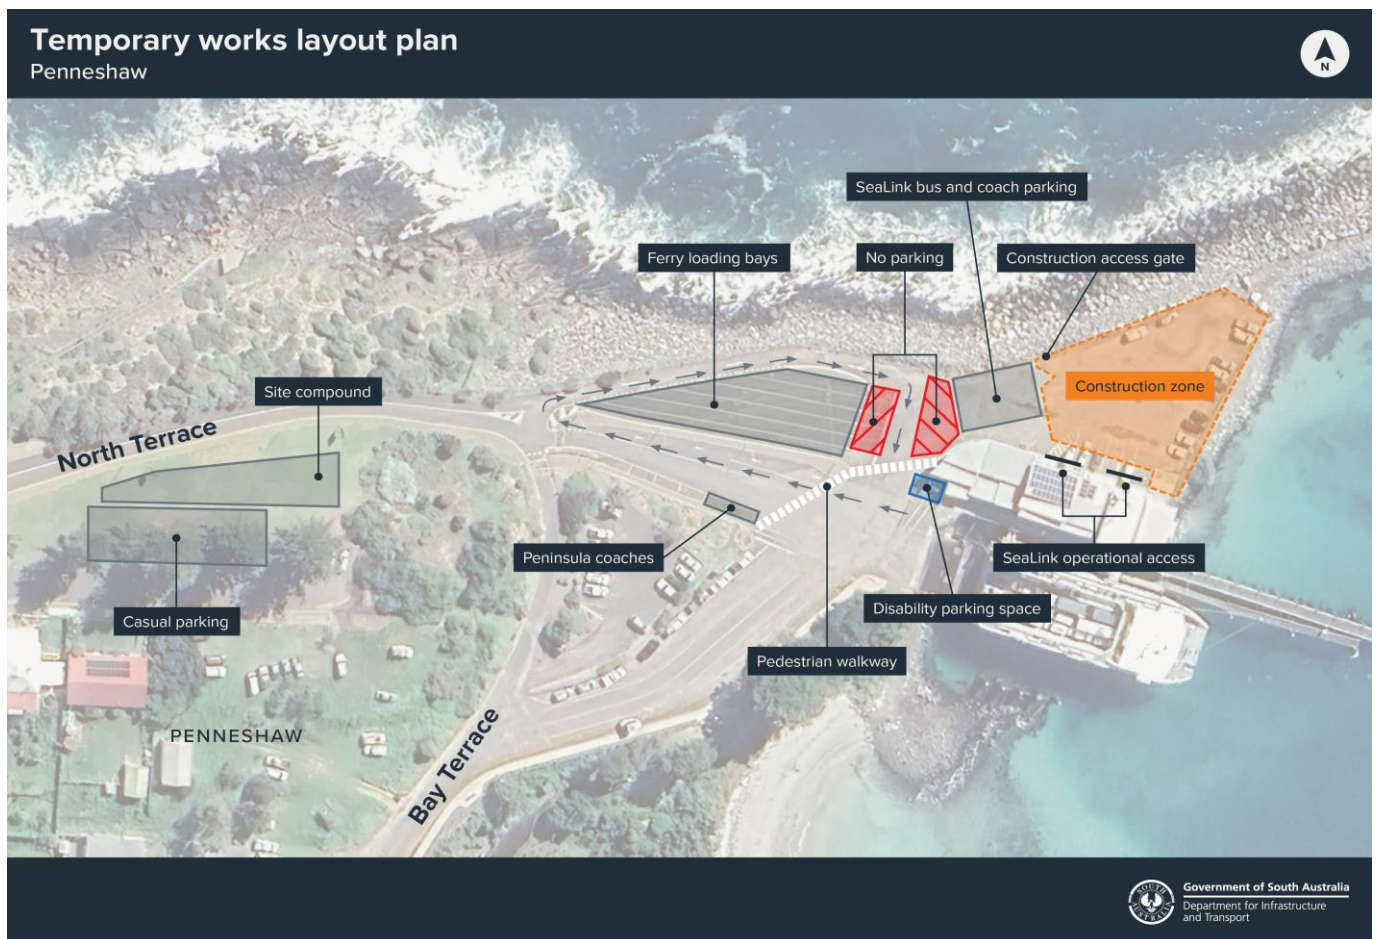 Temporary works layout plan
Penneshaw
N
SeaLink bus and coach parking
Ferry loading bays
No parking
Construction access gate
Site compound
Construction zone
North Terrace
Peninsula coaches
SeaLink operational access
Casual parking
Disability parking space
Pedestrian walkway
PENNESHAW
Bay Terrace
SOUTH
AUSTRALIA
Government of South Australia
Department for Infrastructure
and Transport